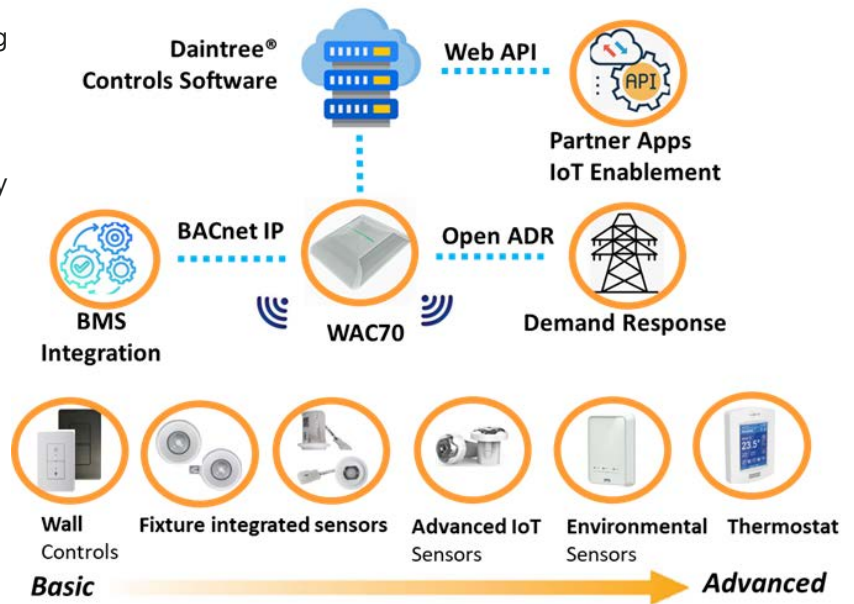 g
Daintree®
Controls Software
Web API
API
Partner Apps
IoT Enablement
y
BACnet IP
Open ADR
BMS
Integration
WAC70
Demand Response
23.5°
Wall
Controls
Fixture integrated sensors
Advanced IoT
Sensors
Environmental
Sensors
Thermostat
Basic
Advanced